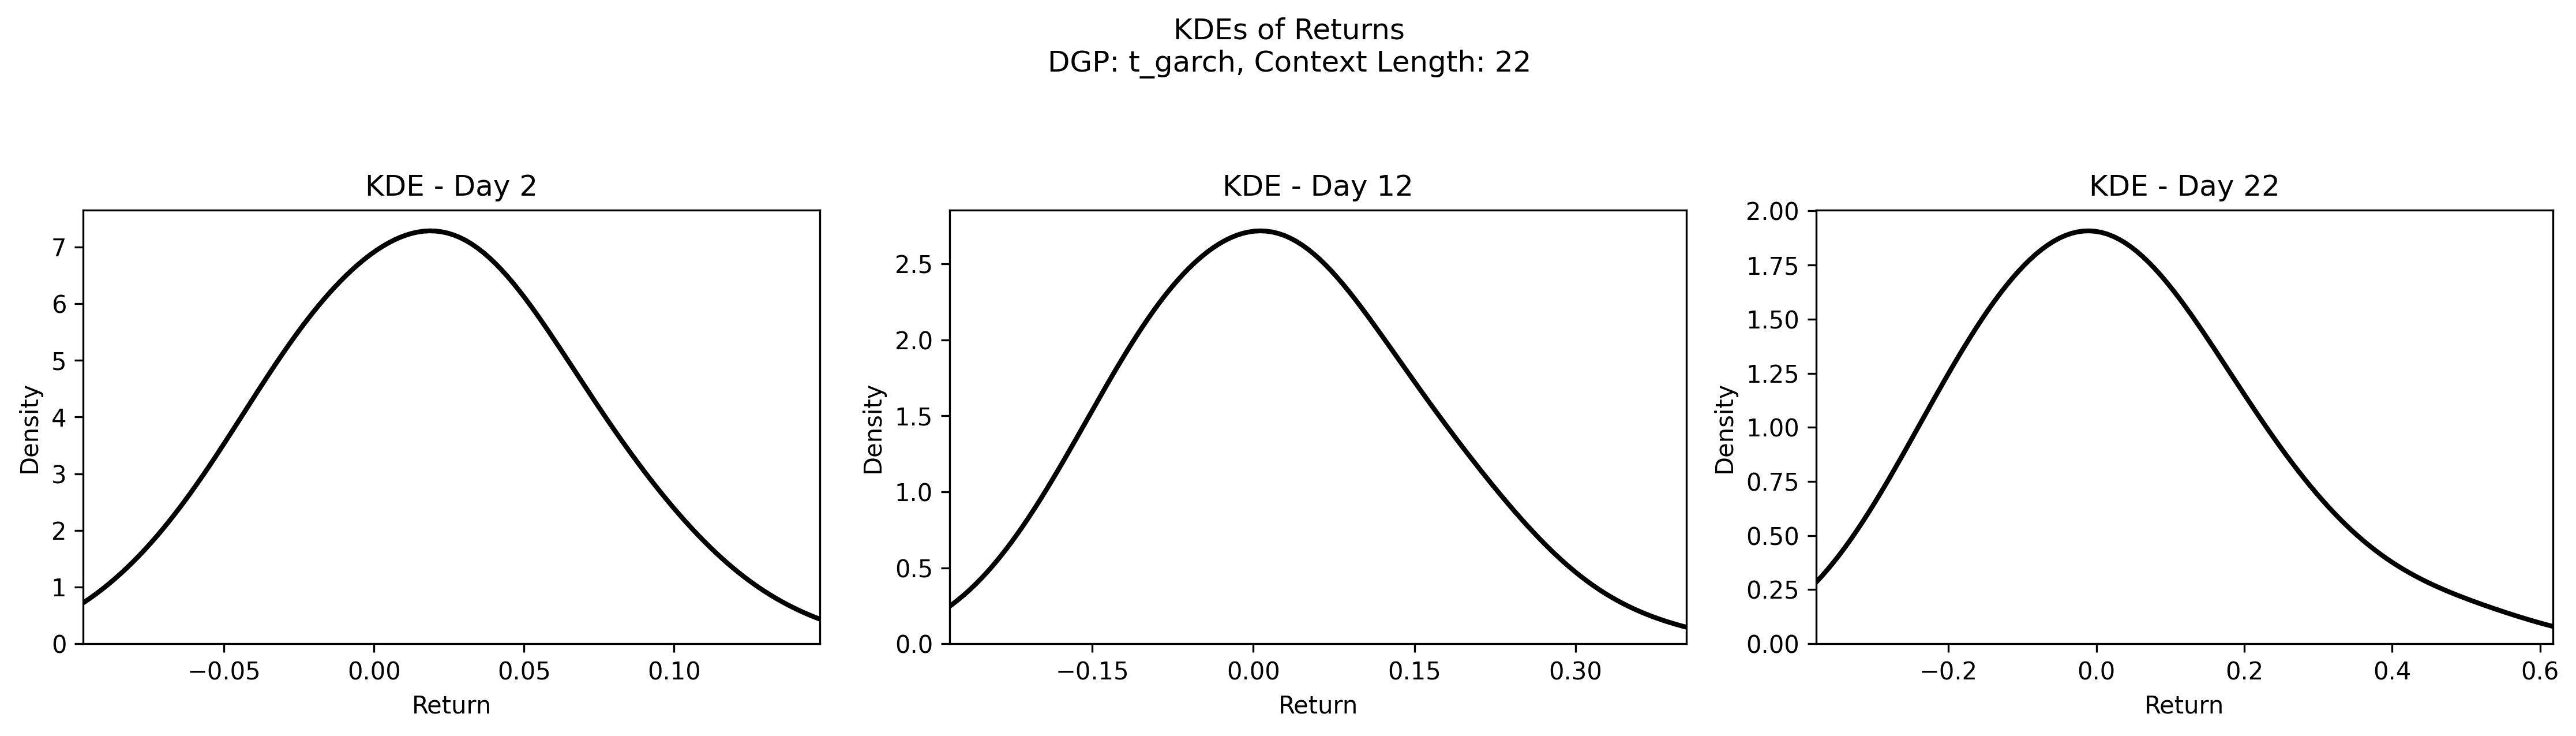 KDEs of Returns
DGP: t_garch, Context Length: 22
KDE - Day 2
7
6
5
4
3
2
1
0
Density
−0.05 0.00 0.05 0.10
Return
KDE - Day 12
2.5
2.0
1.5
1.0
0.5
0.0
Density
−0.15 0.00 0.15 0.30
Return
KDE - Day 22
2.00
1.75
1.50
1.25
1.00
0.75
0.50
0.25
0.00
Density
−0.2 0.0 0.2 0.4 0.6
Return